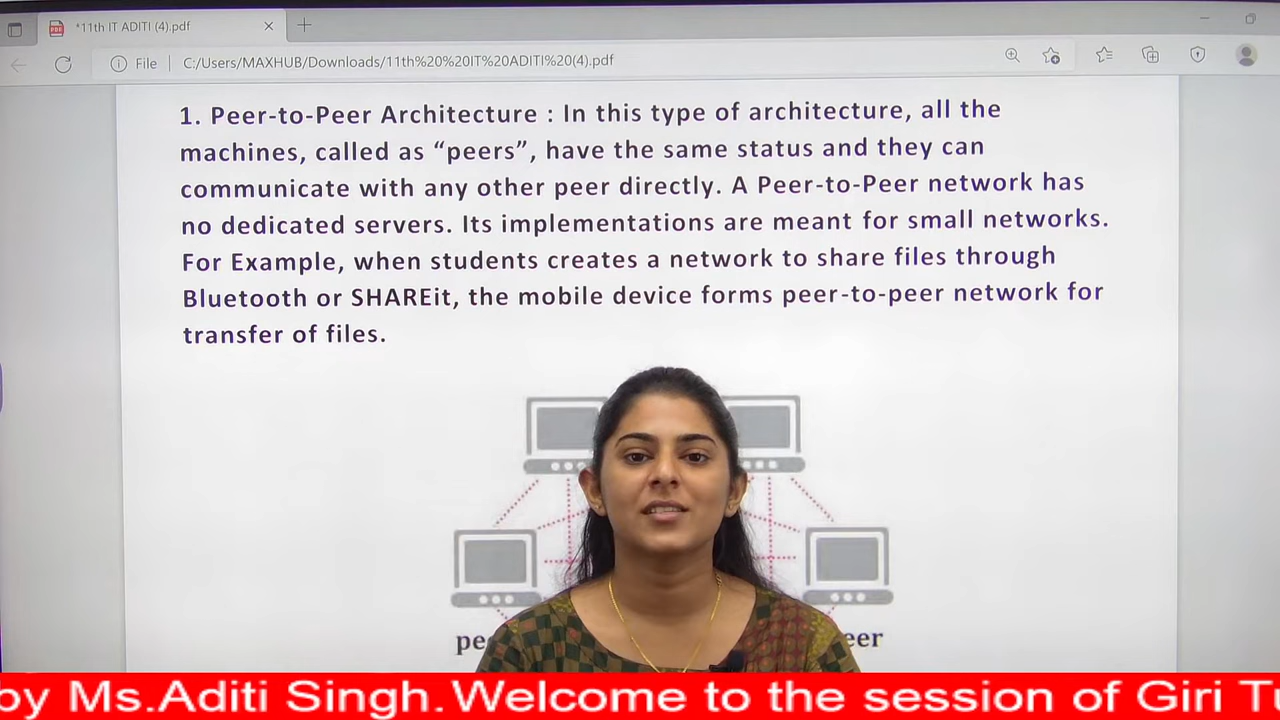 *11th IT ADITI (4).pdf
File
C:/Users/MAXHUB/Downloads/11th%20%20IT%20ADITI%20(4).pdf
1. Peer-to-Peer Architecture : In this type of architecture, all the
machines, called as “peers”, have the same status and they can
communicate with any other peer directly. A Peer-to-Peer network has
no dedicated servers. Its implementations are meant for small networks.
For Example, when students creates a network to share files through
Bluetooth or SHAREit, the mobile device forms peer-to-peer network for
transfer of files.
by Ms.Aditi Singh.Welcome to the session of Giri